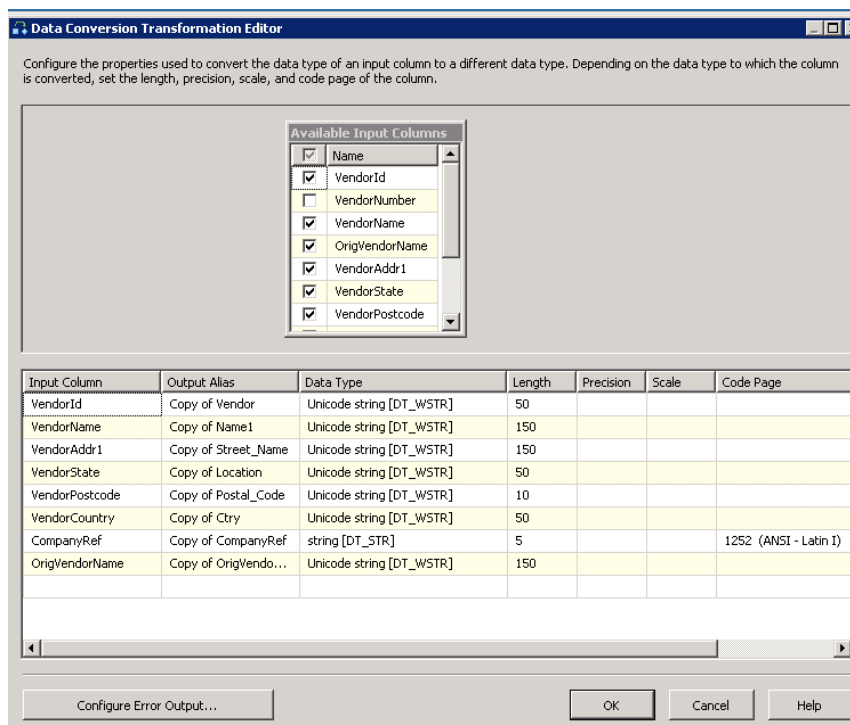 Data Conversion Transformation Editor
Configure the properties used to convert the data type of an input column to a different data type. Depending on the data type to which the column
is converted, set the length, precision, scale, and code page of the column.
Available Input Columns
Name
VendorId
VendorNumber
VendorName
OrigVendorName
VendorAddr1
VendorState
VendorPostcode
Input Column Output Alias Data Type Length Precision Scale Code Page
VendorId Copy of Vendor Unicode string [DT_WSTR] 50
VendorName Copy of Name1 Unicode string [DT_WSTR] 150
VendorAddr1 Copy of Street_Name Unicode string [DT_WSTR] 150
VendorState Copy of Location Unicode string [DT_WSTR] 50
VendorPostcode Copy of Postal_Code Unicode string [DT_WSTR] 10
VendorCountry Copy of Ctry Unicode string [DT_WSTR] 50
CompanyRef Copy of CompanyRef string [DT_STR] 5 1252 (ANSI - Latin I)
OrigVendorName Copy of OrigVendo... Unicode string [DT_WSTR] 150
Configure Error Output... OK Cancel Help